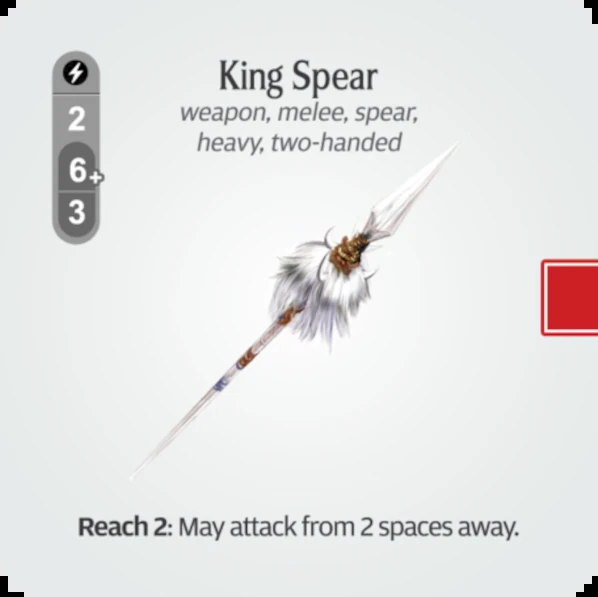 King Spear
weapon, melee, spear,
heavy, two-handed
2
6+
3
Reach 2: May attack from 2 spaces away.